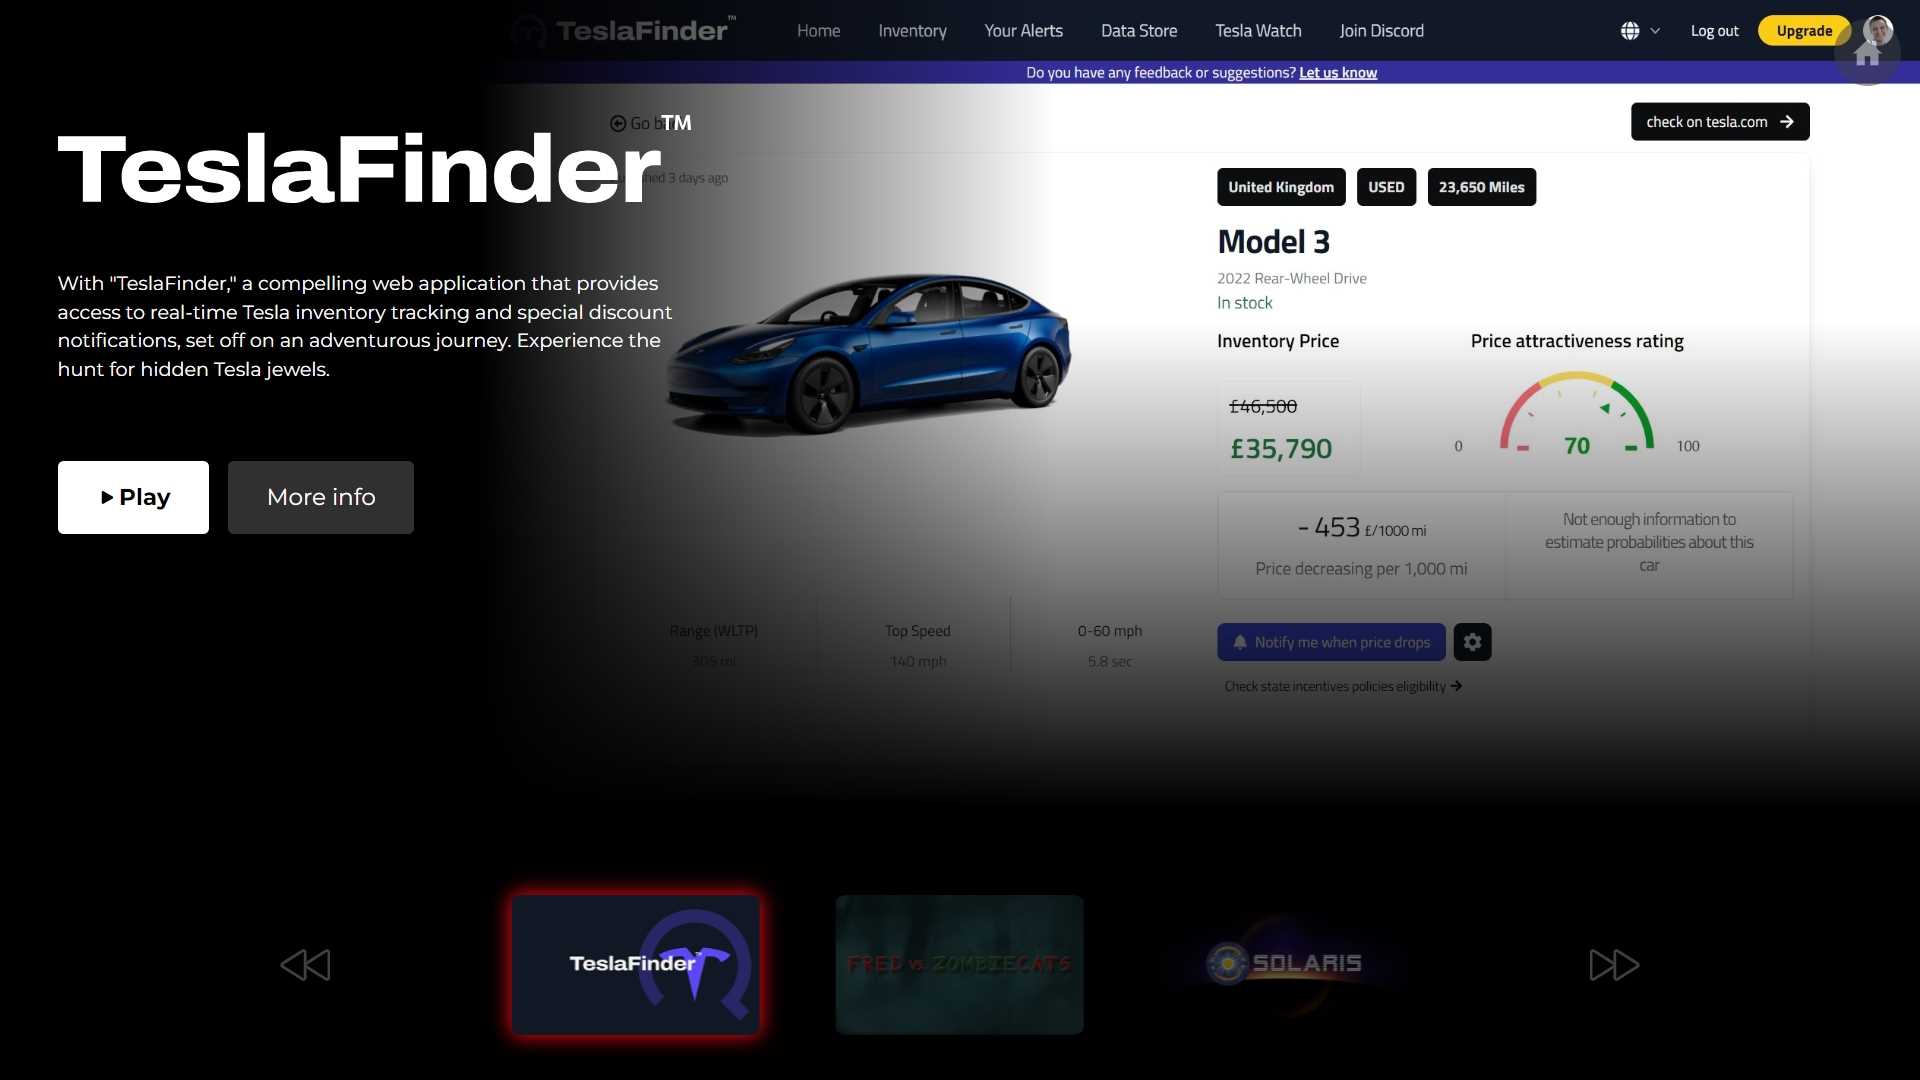 TeslaFinder™
Home
Inventory
Your Alerts
Data Store
Tesla Watch
Join Discord
Log out
Upgrade
Do you have any feedback or suggestions? Let us know
Go
check on tesla.com
TeslaFinder™
3 days ago
United Kingdom
USED
23,650 Miles
Model 3
2022 Rear-Wheel Drive
In stock
With "TeslaFinder," a compelling web application that provides
access to real-time Tesla inventory tracking and special discount
notifications, set off on an adventurous journey. Experience the
hunt for hidden Tesla jewels.
Inventory Price
Price attractiveness rating
£46,500
£35,790
0
70
100
Play
More info
- 453 £/1000 mi
Price decreasing per 1,000 mi
Not enough information to
estimate probabilities about this
car
Range (WLTP)
305 mi
Top Speed
140 mph
0-60 mph
5.8 sec
Notify me when price drops
Check state incentives policies eligibility
TeslaFinder™
FRED vs. ZOMBIECATS
SOLARIS